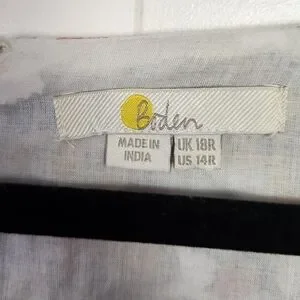 Boden
MADE IN
INDIA
UK 18R
US 14R